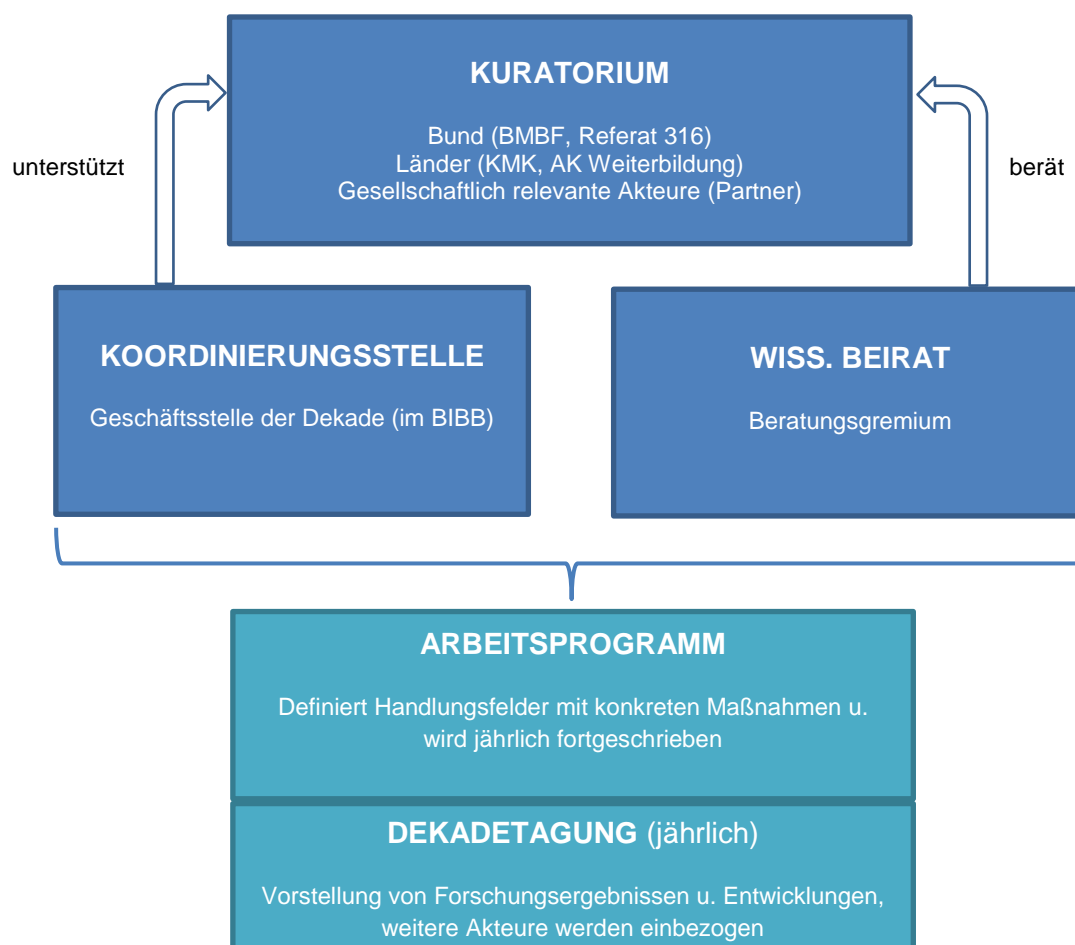 KURATORIUM
Bund (BMBF, Referat 316)
Länder (KMK, AK Weiterbildung)
Gesellschaftlich relevante Akteure (Partner)
unterstützt
berät
KOORDINIERUNGSSTELLE
Geschäftsstelle der Dekade (im BIBB)
WISS. BEIRAT
Beratungsgremium
ARBEITSPROGRAMM
Definiert Handlungsfelder mit konkreten Maßnahmen u.
wird jährlich fortgeschrieben
DEKADETAGUNG (jährlich)
Vorstellung von Forschungsergebnissen u. Entwicklungen,
weitere Akteure werden einbezogen